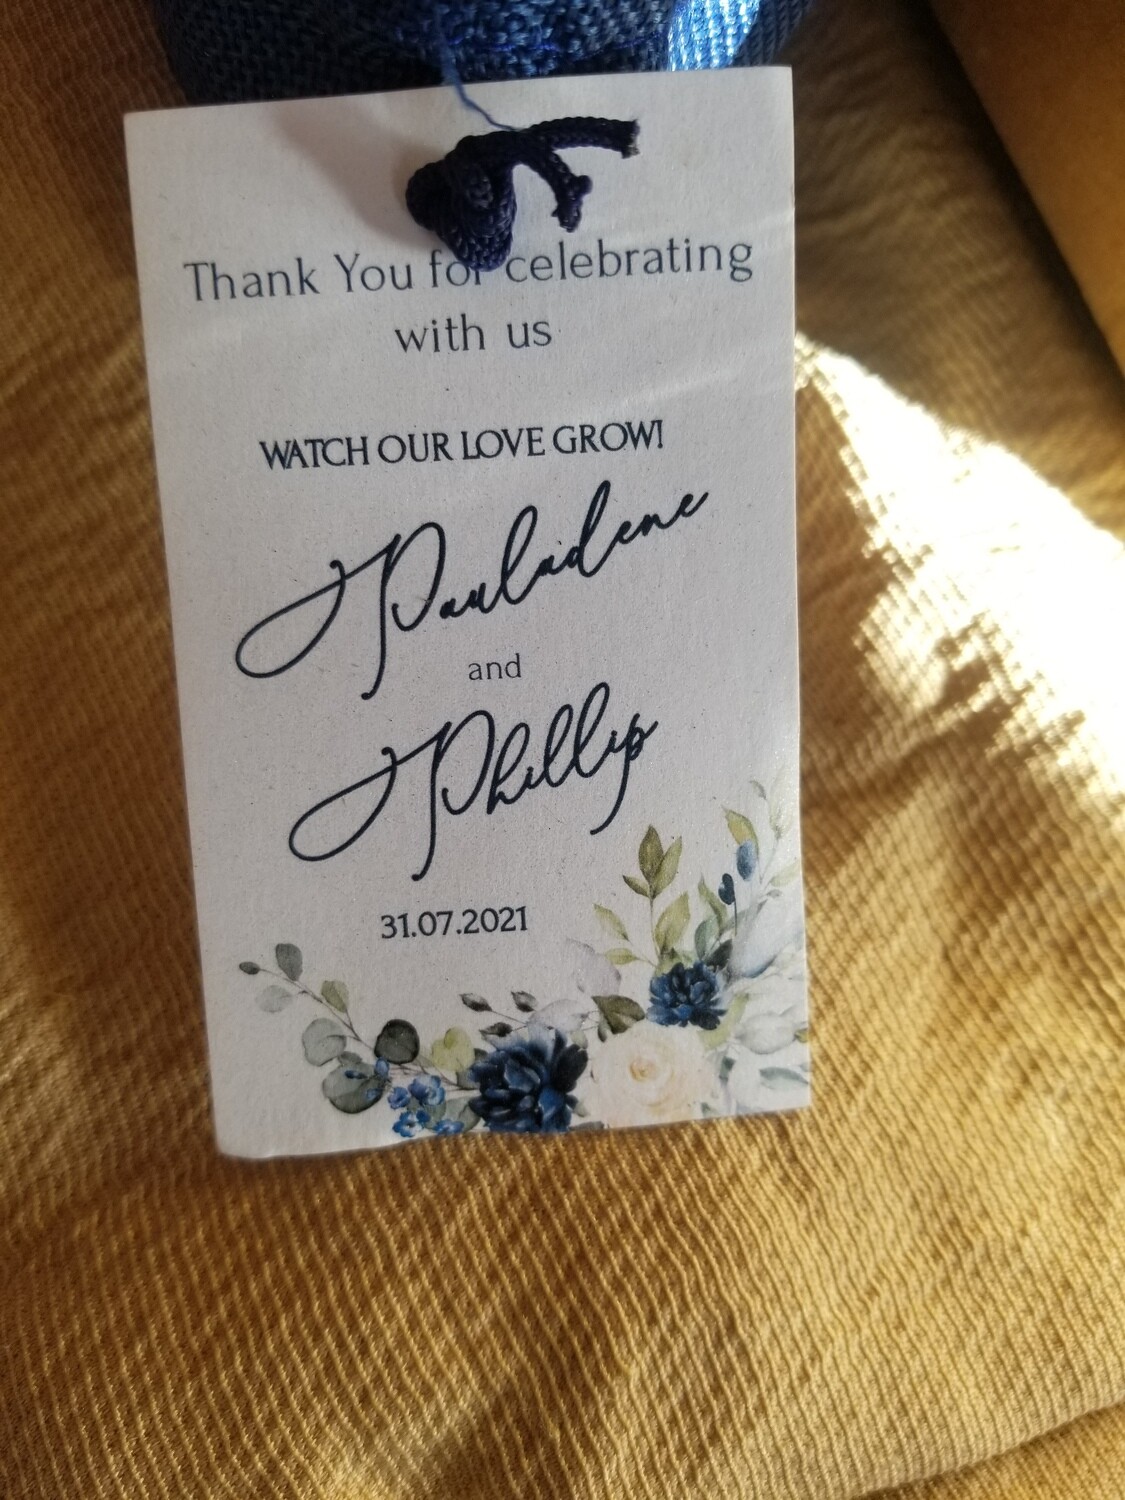 Thank You for celebrating
with us
WATCH OUR LOVE GROW!
Pauladene
and
Phillip
31.07.2021